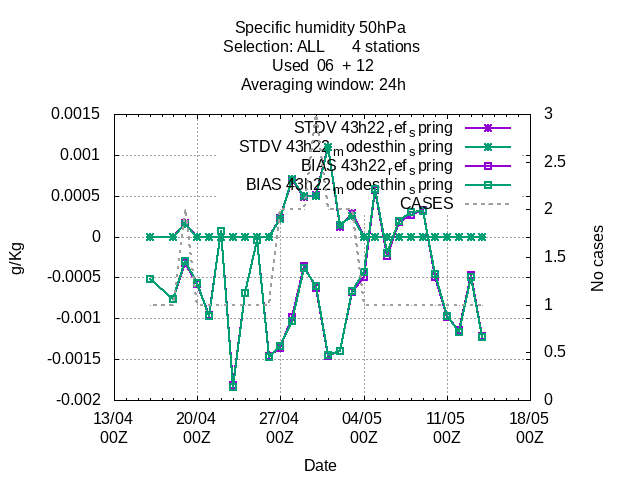 Specific humidity 50hPa
Selection: ALL 4 stations
Used 06 + 12
Averaging window: 24h
STDV 43h22_ref_spring
STDV 43h22_modesthin_spring
BIAS 43h22_ref_spring
BIAS 43h22_modesthin_spring
CASES
0.0015
0.001
0.0005
0
-0.0005
-0.001
-0.0015
-0.002
g/Kg
3
2.5
2
1.5
1
0.5
0
No cases
13/04 20/04 27/04 04/05 11/05 18/05
00Z 00Z 00Z 00Z 00Z 00Z
Date